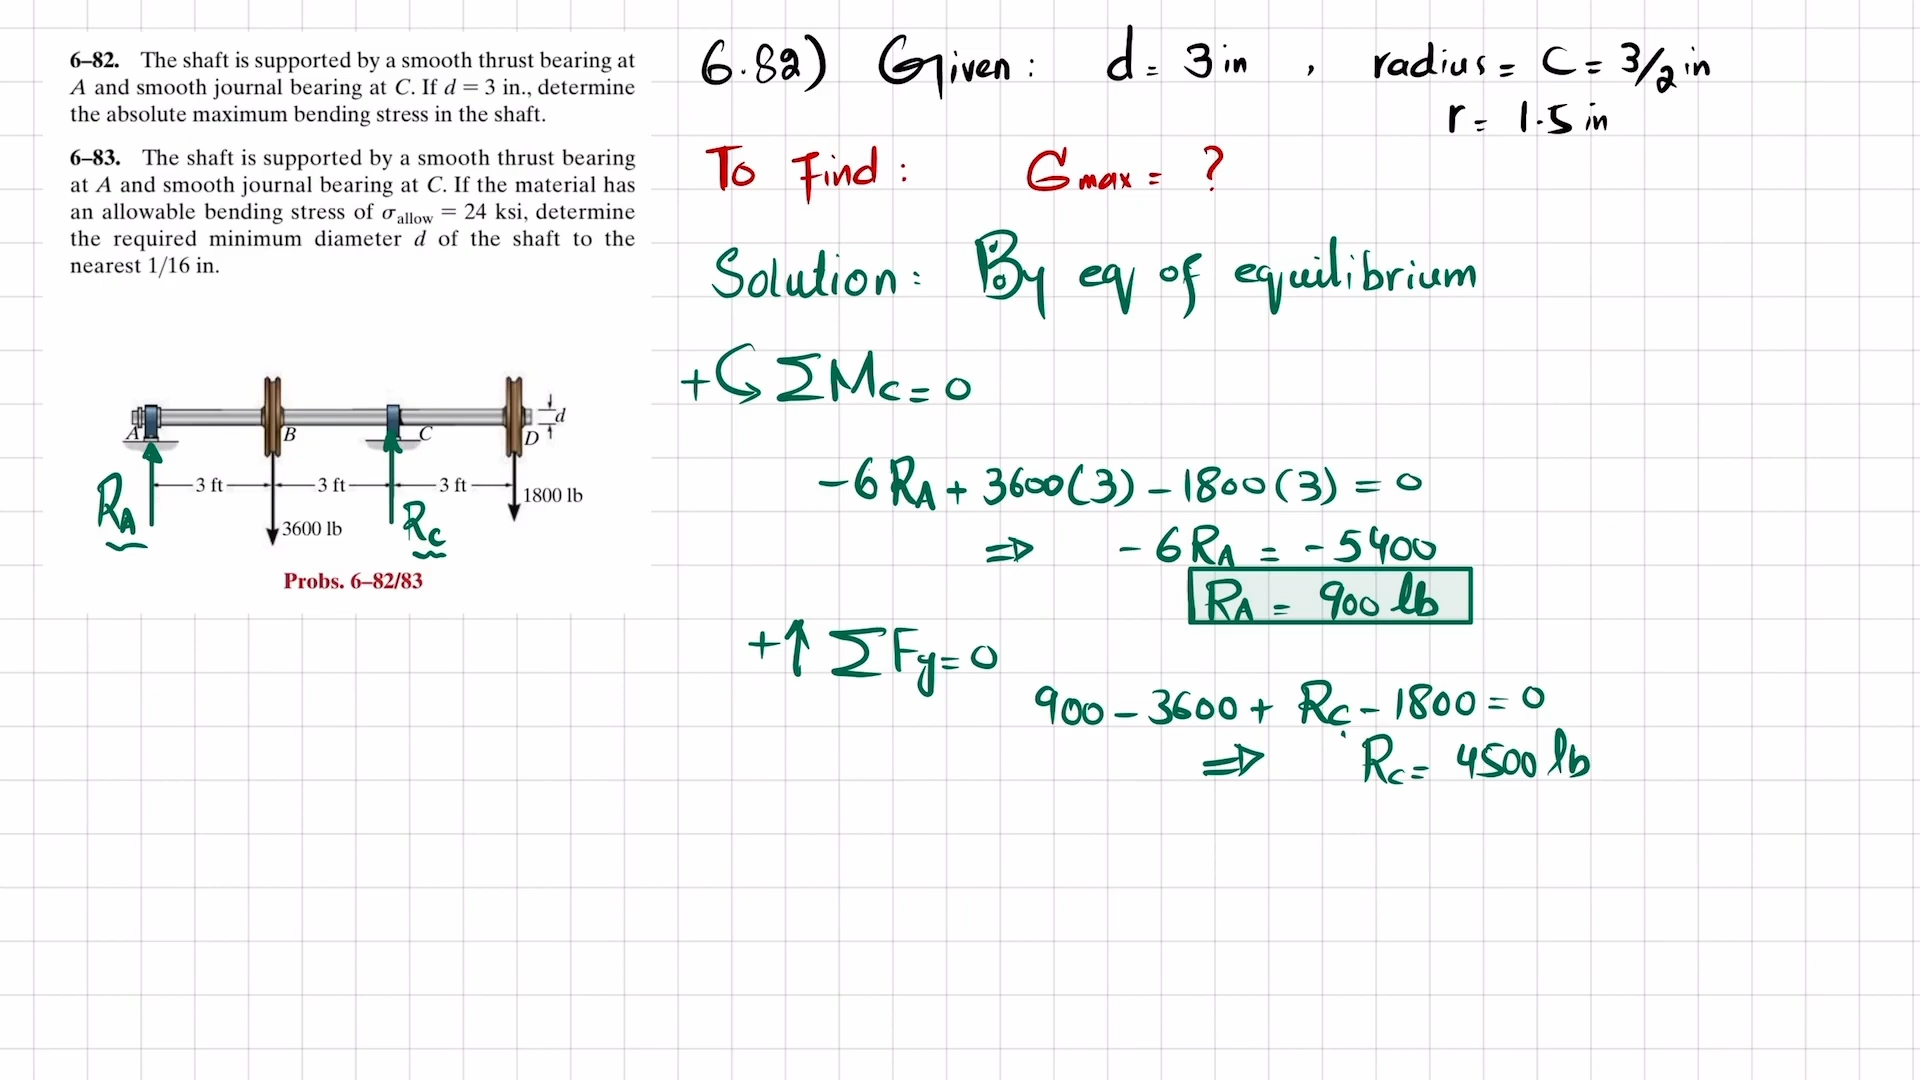 6–82. The shaft is supported by a smooth thrust bearing at
A and smooth journal bearing at C. If d = 3 in., determine
the absolute maximum bending stress in the shaft.
6–83. The shaft is supported by a smooth thrust bearing
at A and smooth journal bearing at C. If the material has
an allowable bending stress of σallow = 24 ksi, determine
the required minimum diameter d of the shaft to the
nearest 1/16 in.
A
B
C
D
d
3 ft
3 ft
3 ft
1800 lb
3600 lb
RA
Rc
Probs. 6–82/83
6.82) Given: d = 3 in , radius = C = 3/2 in
r = 1.5 in
To Find: σmax = ?
Solution: By eq of equilibrium
+ ΣMc = 0
-6RA + 3600(3) - 1800(3) = 0
⇒ -6RA = -5400
RA = 900 lb
+↑ ΣFy = 0
900 - 3600 + Rc - 1800 = 0
⇒ Rc = 4500 lb